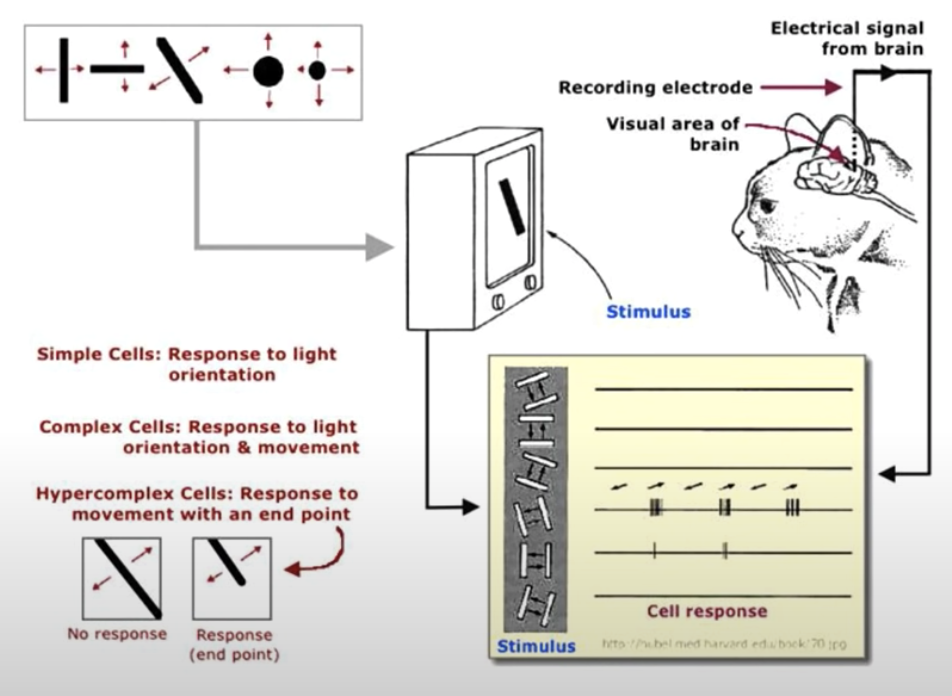 Electrical signal
from brain
Recording electrode
Visual area of
brain
Stimulus
Simple Cells: Response to light
orientation
Complex Cells: Response to light
orientation & movement
Hypercomplex Cells: Response to
movement with an end point
No response
Response
(end point)
Cell response
Stimulus
http://hubel.med.harvard.edu/book/20.jpg